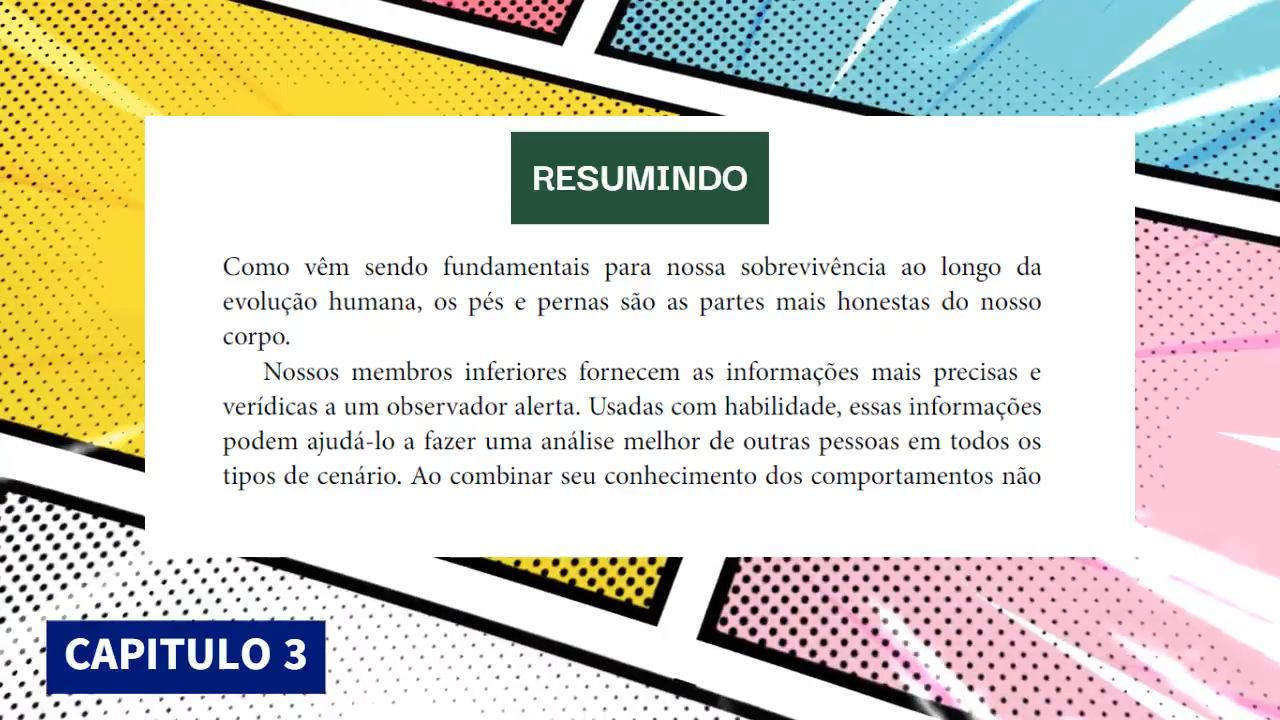 RESUMINDO
Como vêm sendo fundamentais para nossa sobrevivência ao longo da
evolução humana, os pés e pernas são as partes mais honestas do nosso
corpo.
Nossos membros inferiores fornecem as informações mais precisas e
verídicas a um observador alerta. Usadas com habilidade, essas informações
podem ajudá-lo a fazer uma análise melhor de outras pessoas em todos os
tipos de cenário. Ao combinar seu conhecimento dos comportamentos não
CAPITULO 3